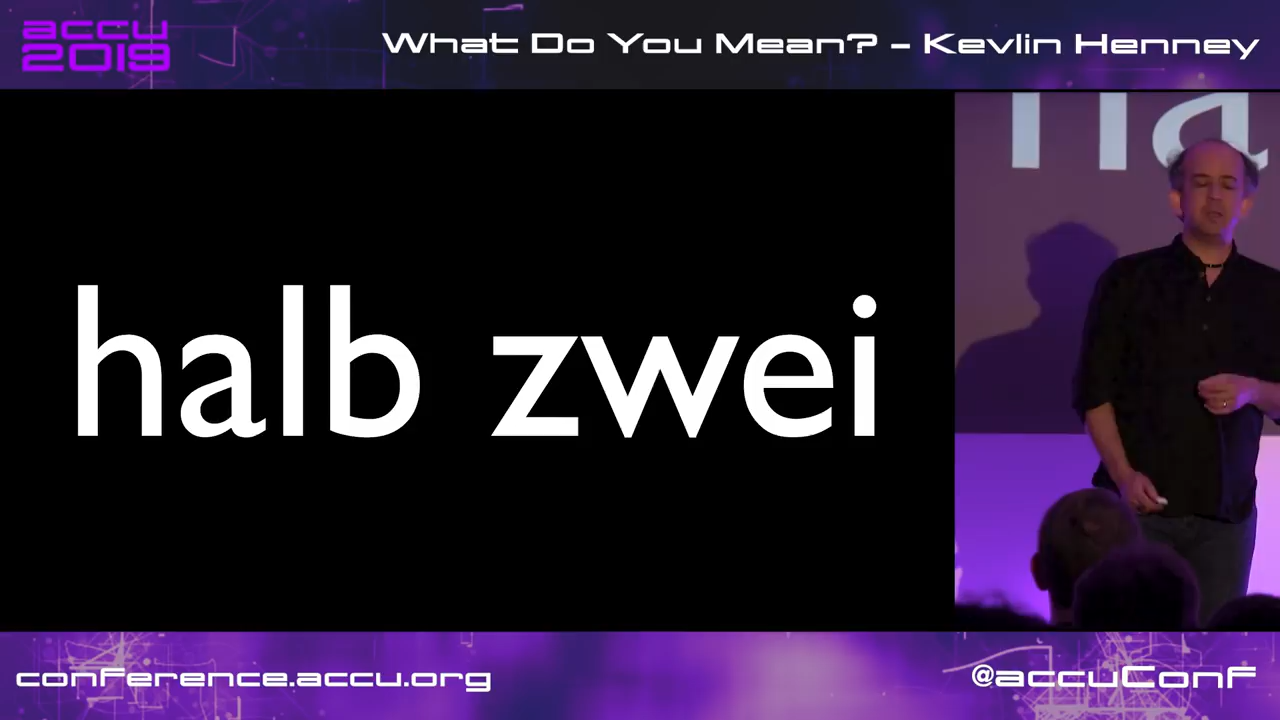 accu
2019
What Do You Mean? - Kevlin Henney
halb zwei
conference.accu.org
@accuConf